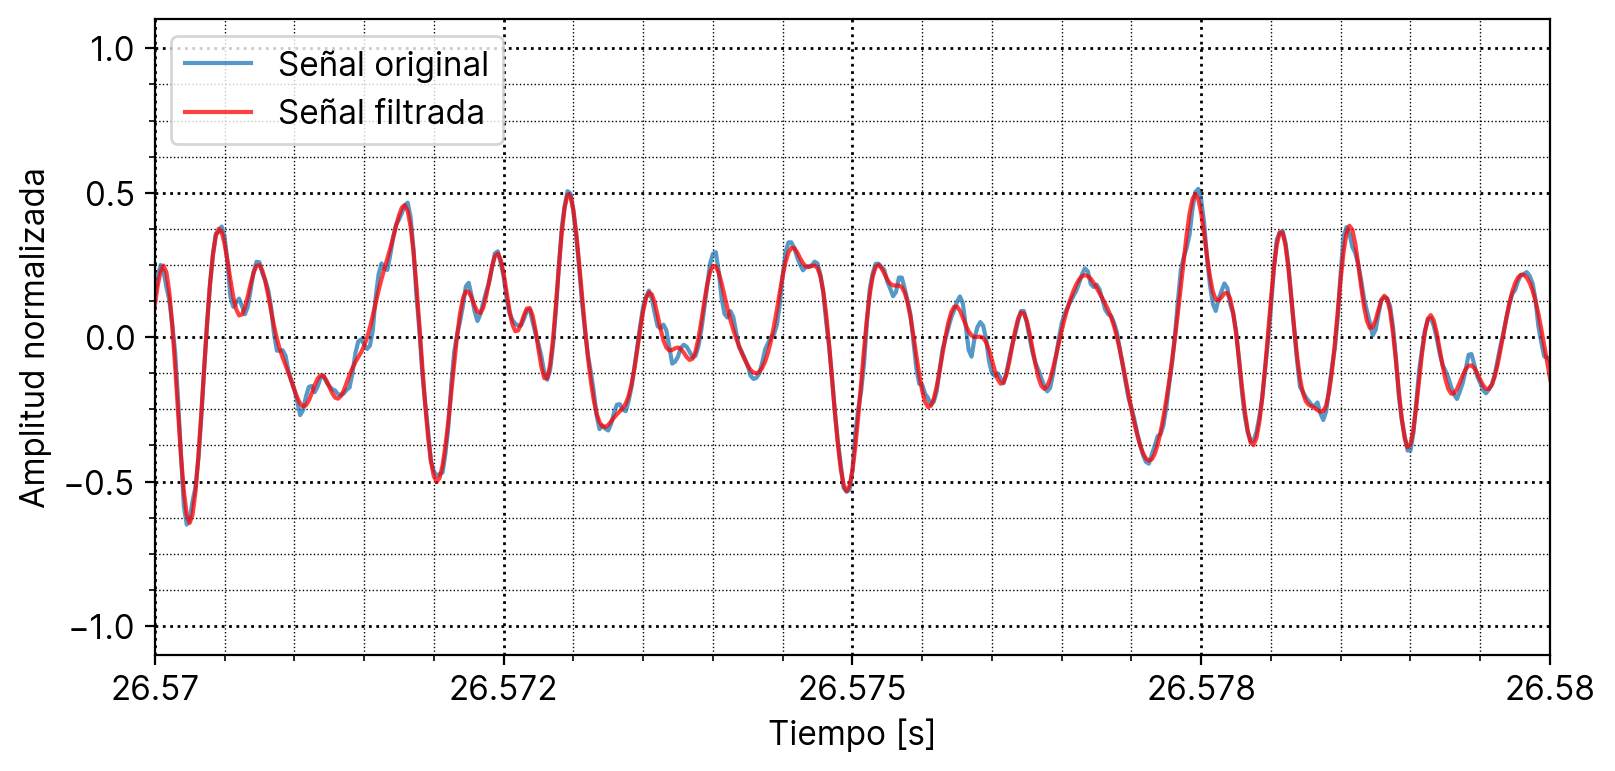 Señal original
Señal filtrada
1.0
0.5
0.0
−0.5
−1.0
Amplitud normalizada
26.57 26.572 26.575 26.578 26.58
Tiempo [s]